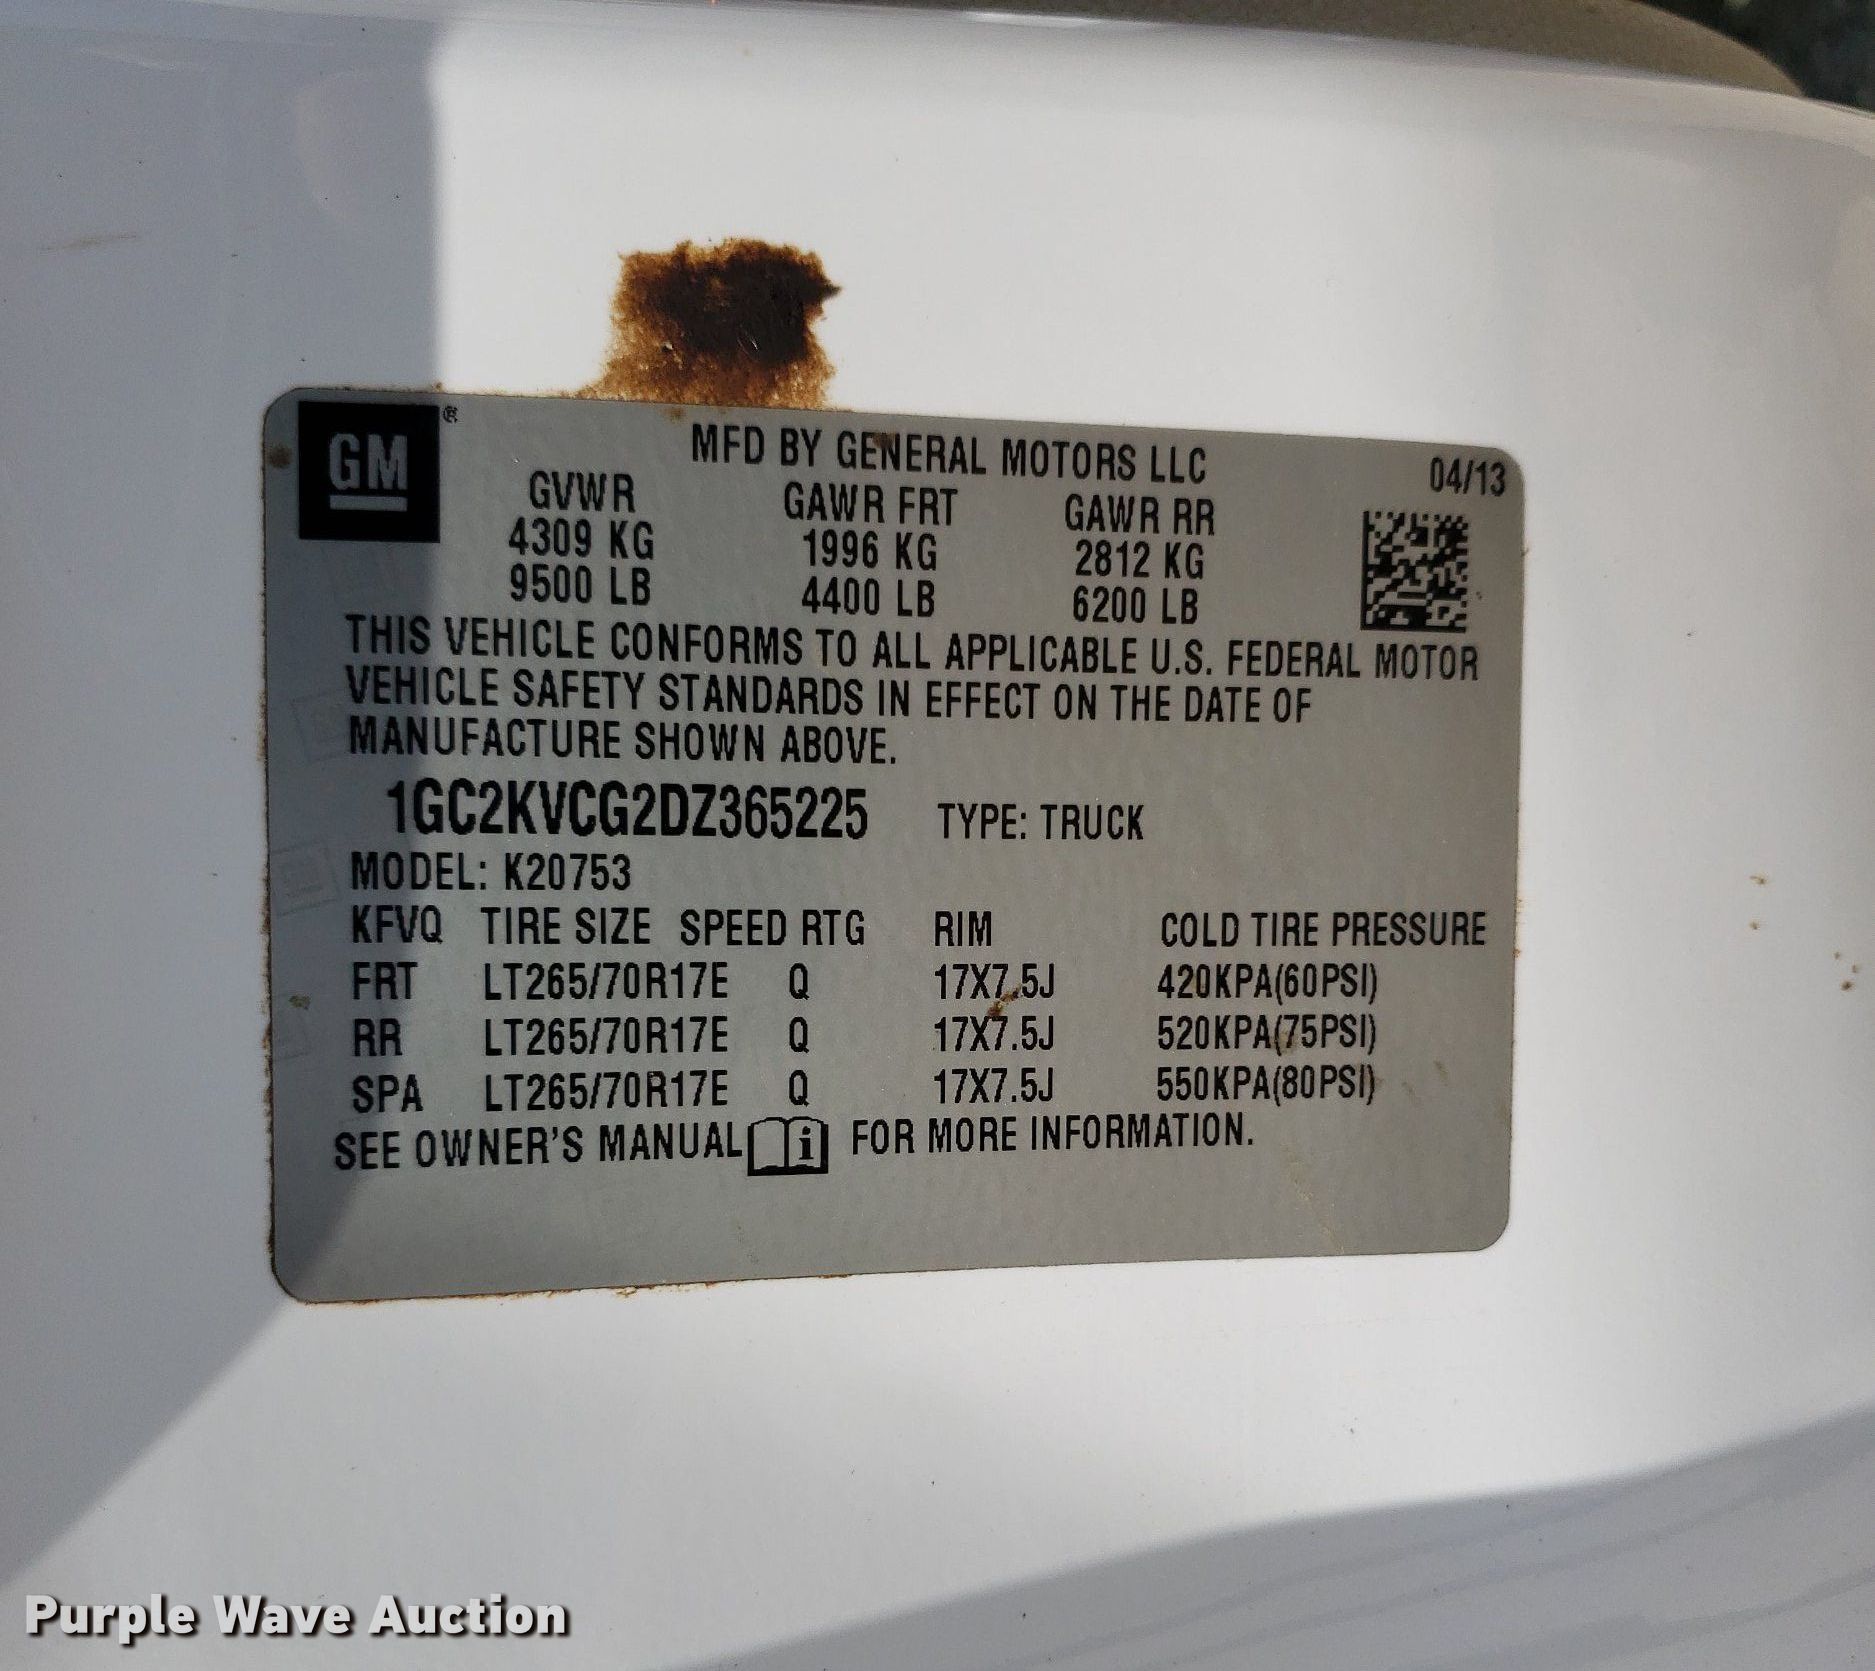 GM®
MFD BY GENERAL MOTORS LLC 04/13
GVWR GAWR FRT GAWR RR
4309 KG 1996 KG 2812 KG
9500 LB 4400 LB 6200 LB
THIS VEHICLE CONFORMS TO ALL APPLICABLE U.S. FEDERAL MOTOR
VEHICLE SAFETY STANDARDS IN EFFECT ON THE DATE OF
MANUFACTURE SHOWN ABOVE.
1GC2KVCG2DZ365225 TYPE: TRUCK
MODEL: K20753
KFVQ TIRE SIZE SPEED RTG RIM COLD TIRE PRESSURE
FRT LT265/70R17E Q 17X7.5J 420KPA(60PSI)
RR LT265/70R17E Q 17X7.5J 520KPA(75PSI)
SPA LT265/70R17E Q 17X7.5J 550KPA(80PSI)
SEE OWNER'S MANUAL i FOR MORE INFORMATION.
Purple Wave Auction